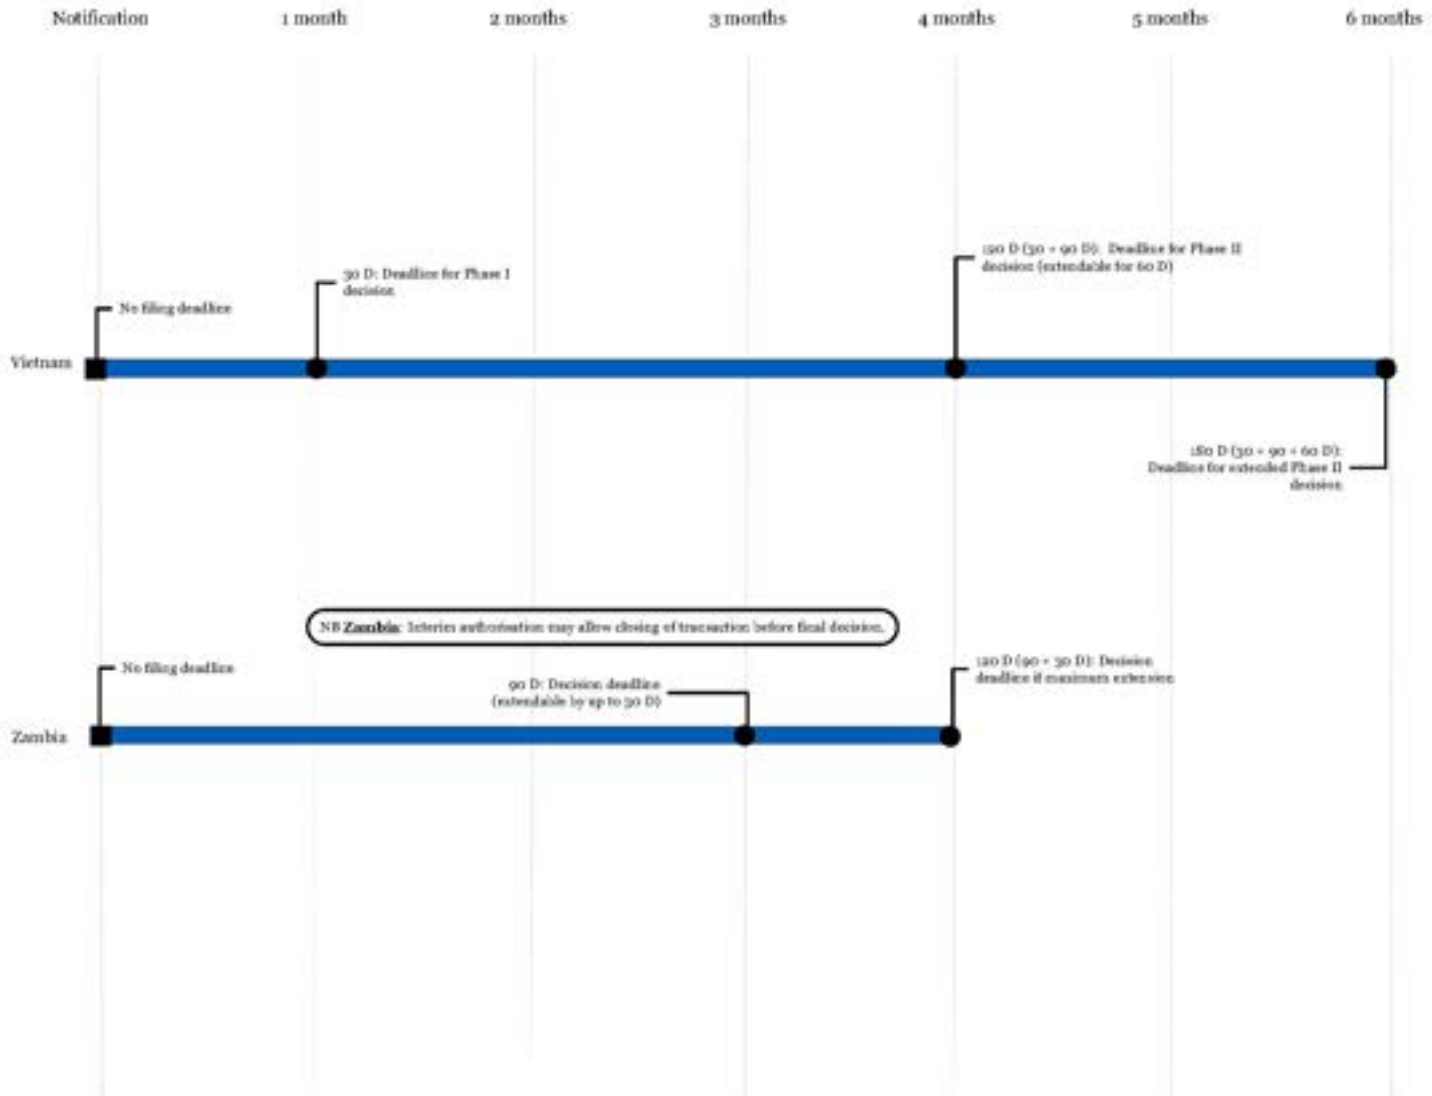 Notification 1 month 2 months 3 months 4 months 5 months 6 months
120 D (30 + 90 D): Deadline for Phase II
decision (extendable for 60 D)
30 D: Deadline for Phase I
decision
No filing deadline
Vietnam
180 D (30 + 90 + 60 D):
Deadline for extended Phase II
decision
NB Zambia: Interim authorisation may allow closing of transaction before final decision.
No filing deadline
90 D: Decision deadline
(extendable by up to 30 D)
120 D (90 + 30 D): Decision
deadline if maximum extension
Zambia